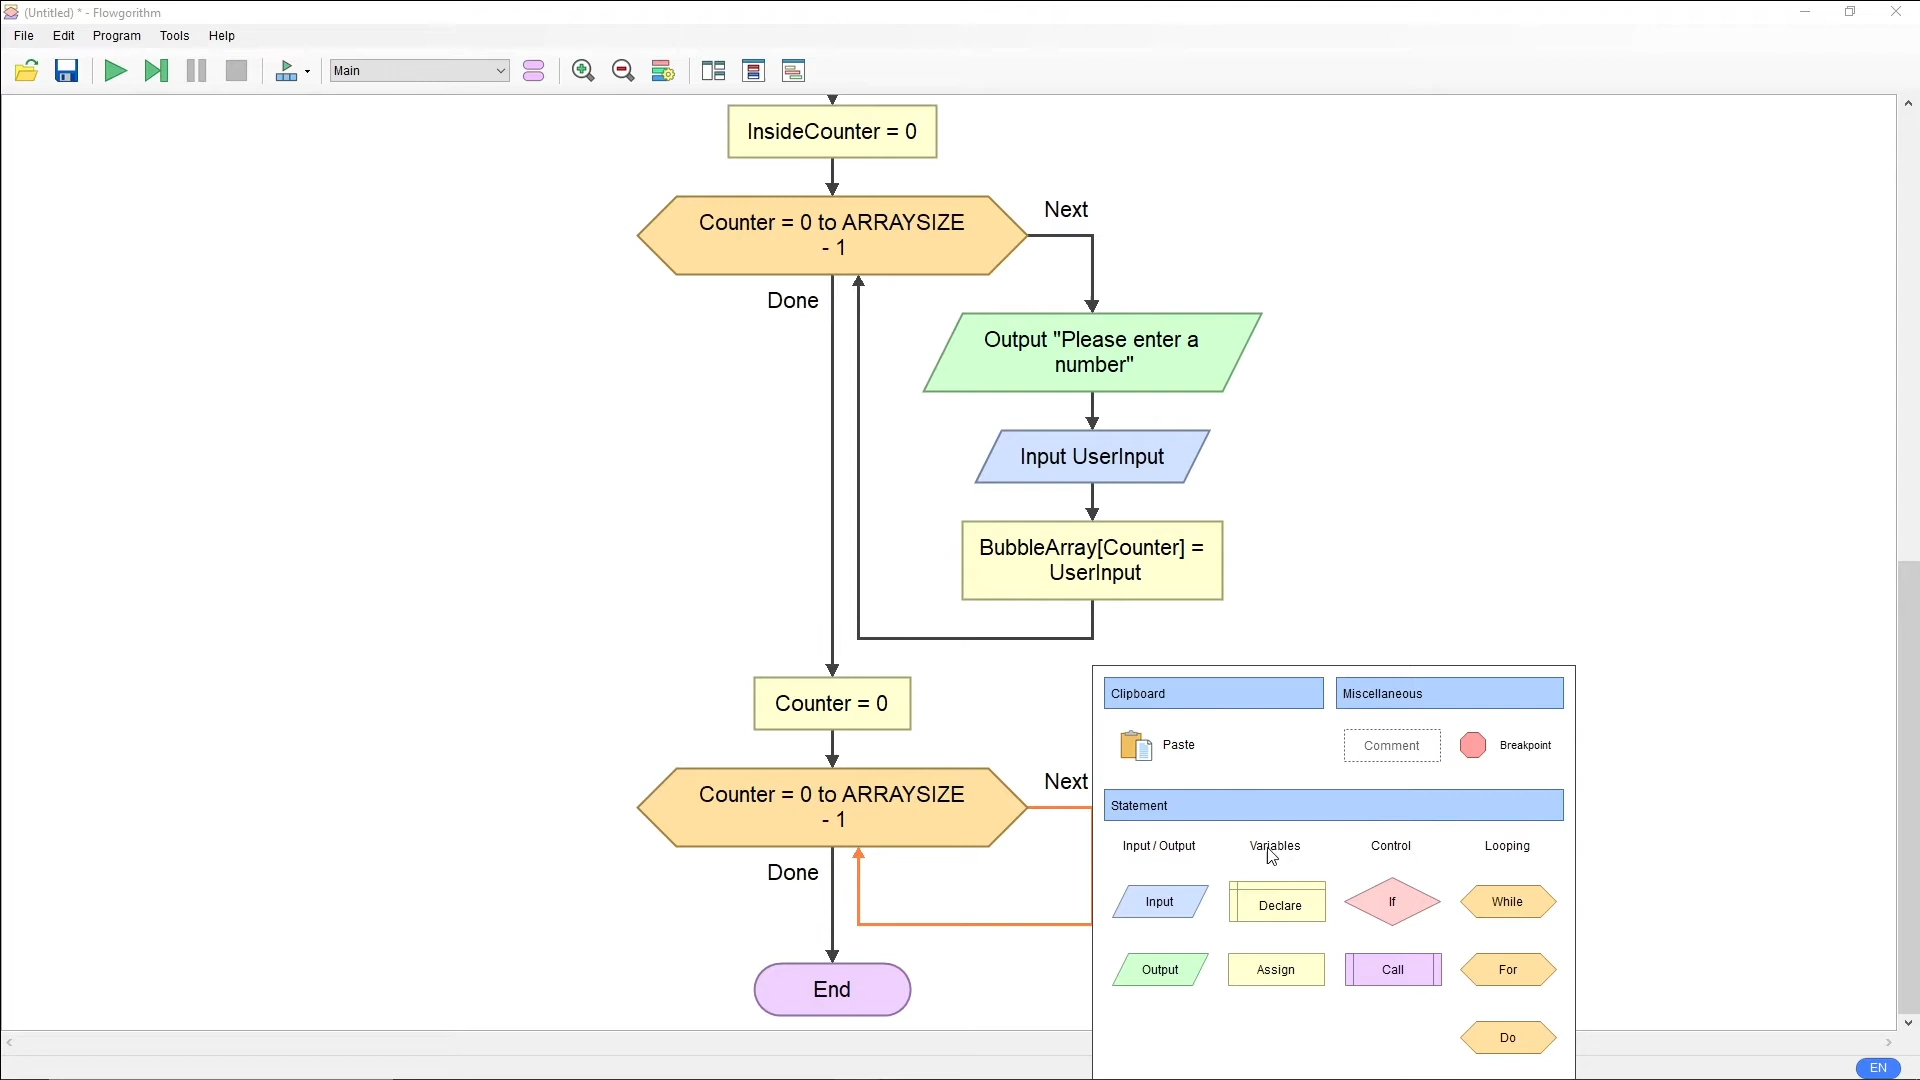 (Untitled) * - Flowgorithm
File Edit Program Tools Help
Main
InsideCounter = 0
Counter = 0 to ARRAYSIZE
- 1
Next
Done
Output "Please enter a
number"
Input UserInput
BubbleArray[Counter] =
UserInput
Counter = 0
Counter = 0 to ARRAYSIZE
- 1
Next
Done
End
Clipboard
Miscellaneous
Paste
Comment
Breakpoint
Statement
Input / Output
Variables
Control
Looping
Input
Declare
If
While
Output
Assign
Call
For
Do
EN